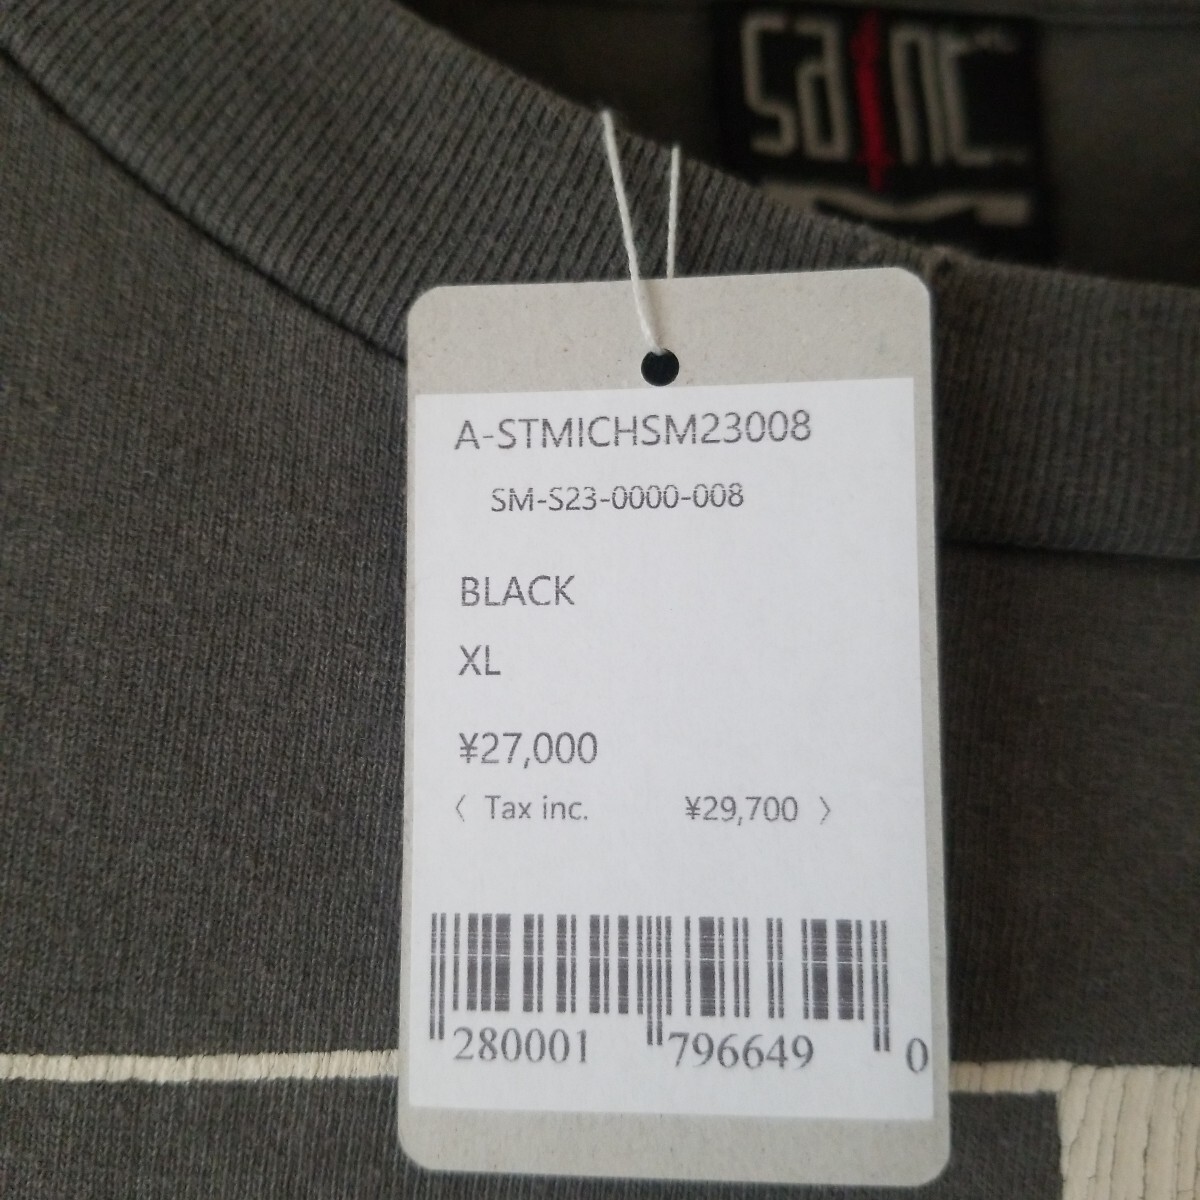 saint
A-STMICHSM23008
SM-S23-0000-008
BLACK
XL
¥27,000
〈 Tax inc. ¥29,700 〉
280001 796649 0